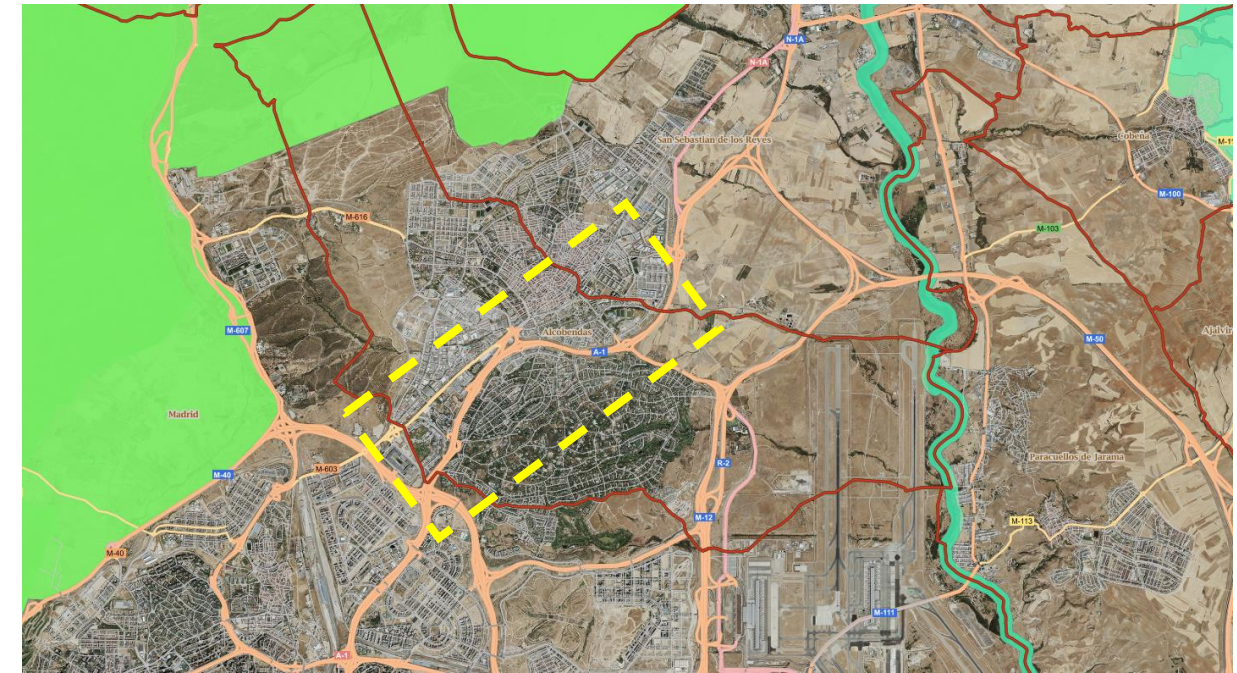 N-1A
N-1A
San Sebastián de los Reyes
Cobeña
M-100
M-616
M-103
M-607
Alcobendas
A-1
M-50
Madrid
M-603
M-40
R-2
Paracuellos de Jarama
M-12
M-113
M-40
M-111
A-1